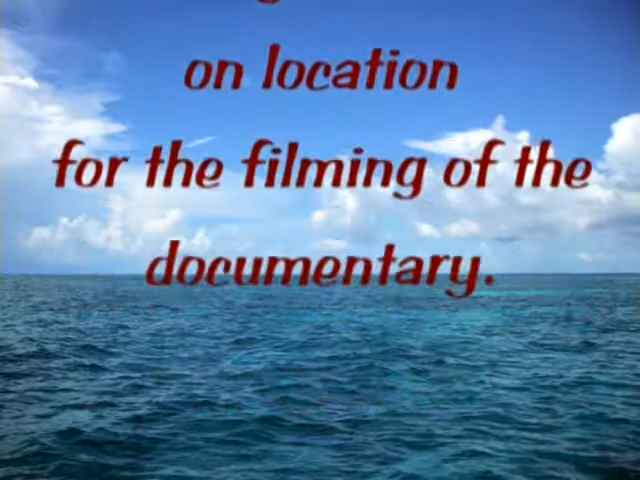 on location
for the filming of the
documentary.